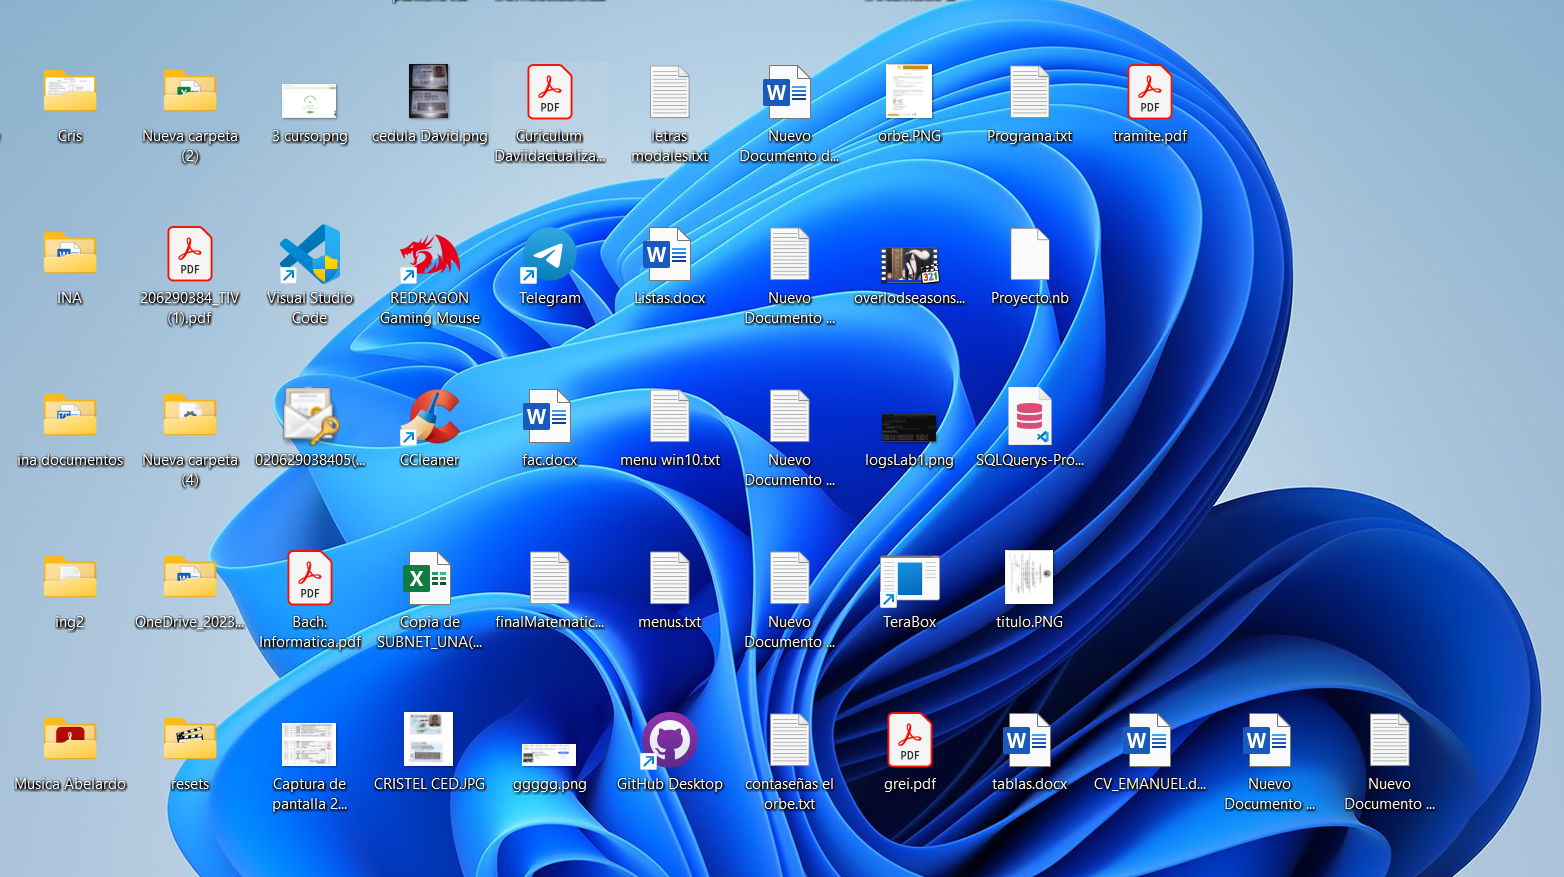 Cris
Nueva carpeta
(2)
3 curso.png
cedula David.png
Curiculum
Daviidactualiza...
letras
modales.txt
Nuevo
Documento d...
orbe.PNG
Programa.txt
tramite.pdf
INA
206290384_TIV
(1).pdf
Visual Studio
Code
REDRAGON
Gaming Mouse
Telegram
Listas.docx
Nuevo
Documento ...
overlodseasons...
Proyecto.nb
ina documentos
Nueva carpeta
(4)
020629038405(...
CCleaner
fac.docx
menu win10.txt
Nuevo
Documento ...
logsLab1.png
SQLQuerys-Pro...
ing2
OneDrive_2023...
Bach.
Informatica.pdf
Copia de
SUBNET_UNA(...
finalMatematic...
menus.txt
Nuevo
Documento ...
TeraBox
titulo.PNG
Musica Abelardo
resets
Captura de
pantalla 2...
CRISTEL CED.JPG
ggggg.png
GitHub Desktop
contaseñas el
orbe.txt
grei.pdf
tablas.docx
CV_EMANUEL.d...
Nuevo
Documento ...
Nuevo
Documento ...